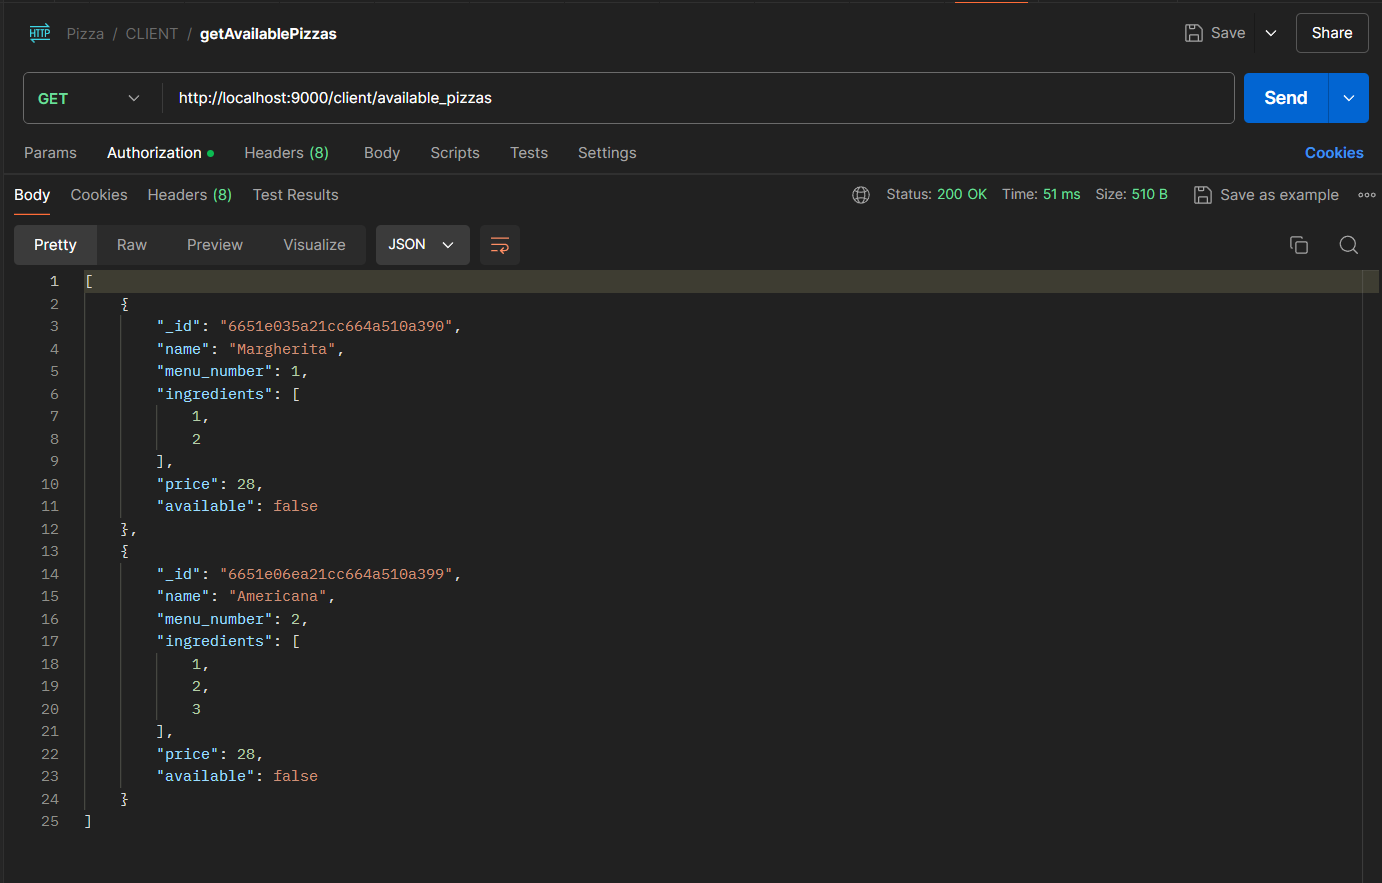 HTTP Pizza / CLIENT / getAvailablePizzas Save Share
GET http://localhost:9000/client/available_pizzas Send
Params Authorization Headers (8) Body Scripts Tests Settings Cookies
Body Cookies Headers (8) Test Results Status: 200 OK Time: 51 ms Size: 510 B Save as example
Pretty Raw Preview Visualize JSON
1 [
2 {
3 "_id": "6651e035a21cc664a510a390",
4 "name": "Margherita",
5 "menu_number": 1,
6 "ingredients": [
7 1,
8 2
9 ],
10 "price": 28,
11 "available": false
12 },
13 {
14 "_id": "6651e06ea21cc664a510a399",
15 "name": "Americana",
16 "menu_number": 2,
17 "ingredients": [
18 1,
19 2,
20 3
21 ],
22 "price": 28,
23 "available": false
24 }
25 ]